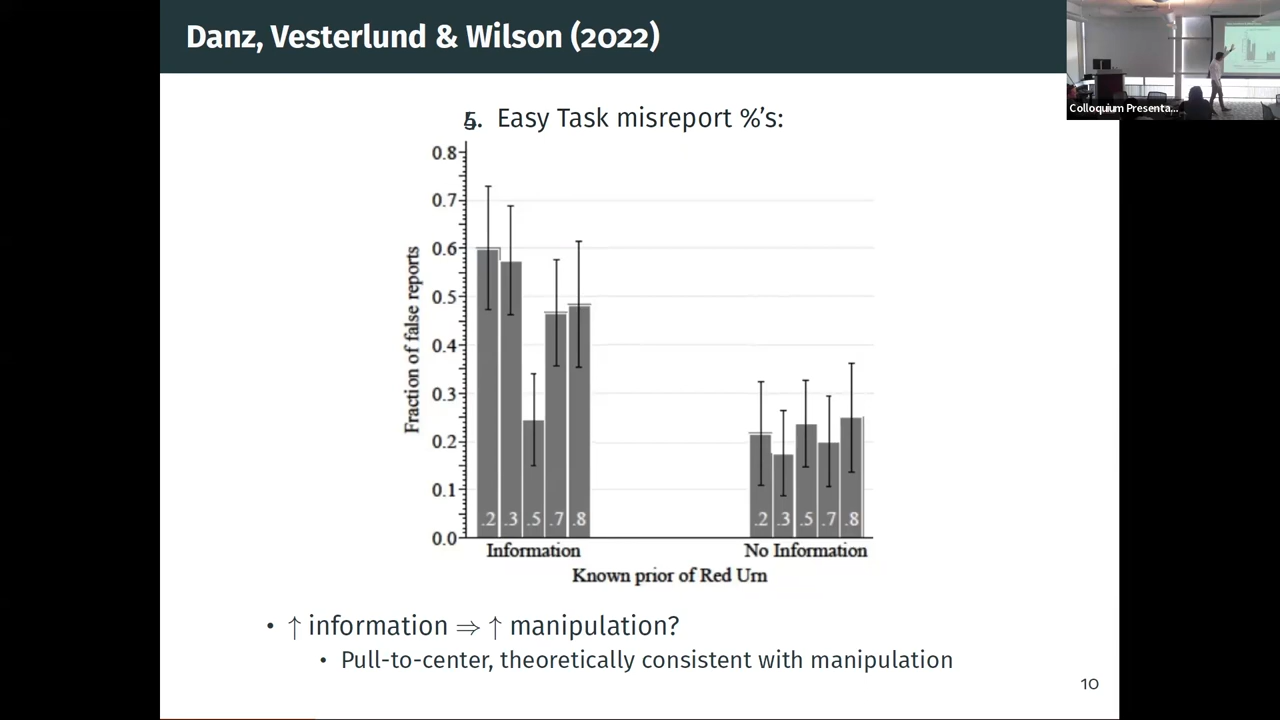 Danz, Vesterlund & Wilson (2022)
Colloquium Presenta...
5. Easy Task misreport %'s:
0.8
0.7
0.6
0.5
0.4
0.3
0.2
0.1
0.0
Fraction of false reports
.2 .3 .5 .7 .8
.2 .3 .5 .7 .8
Information
No Information
Known prior of Red Urn
• ↑ information ⇒ ↑ manipulation?
• Pull-to-center, theoretically consistent with manipulation
10